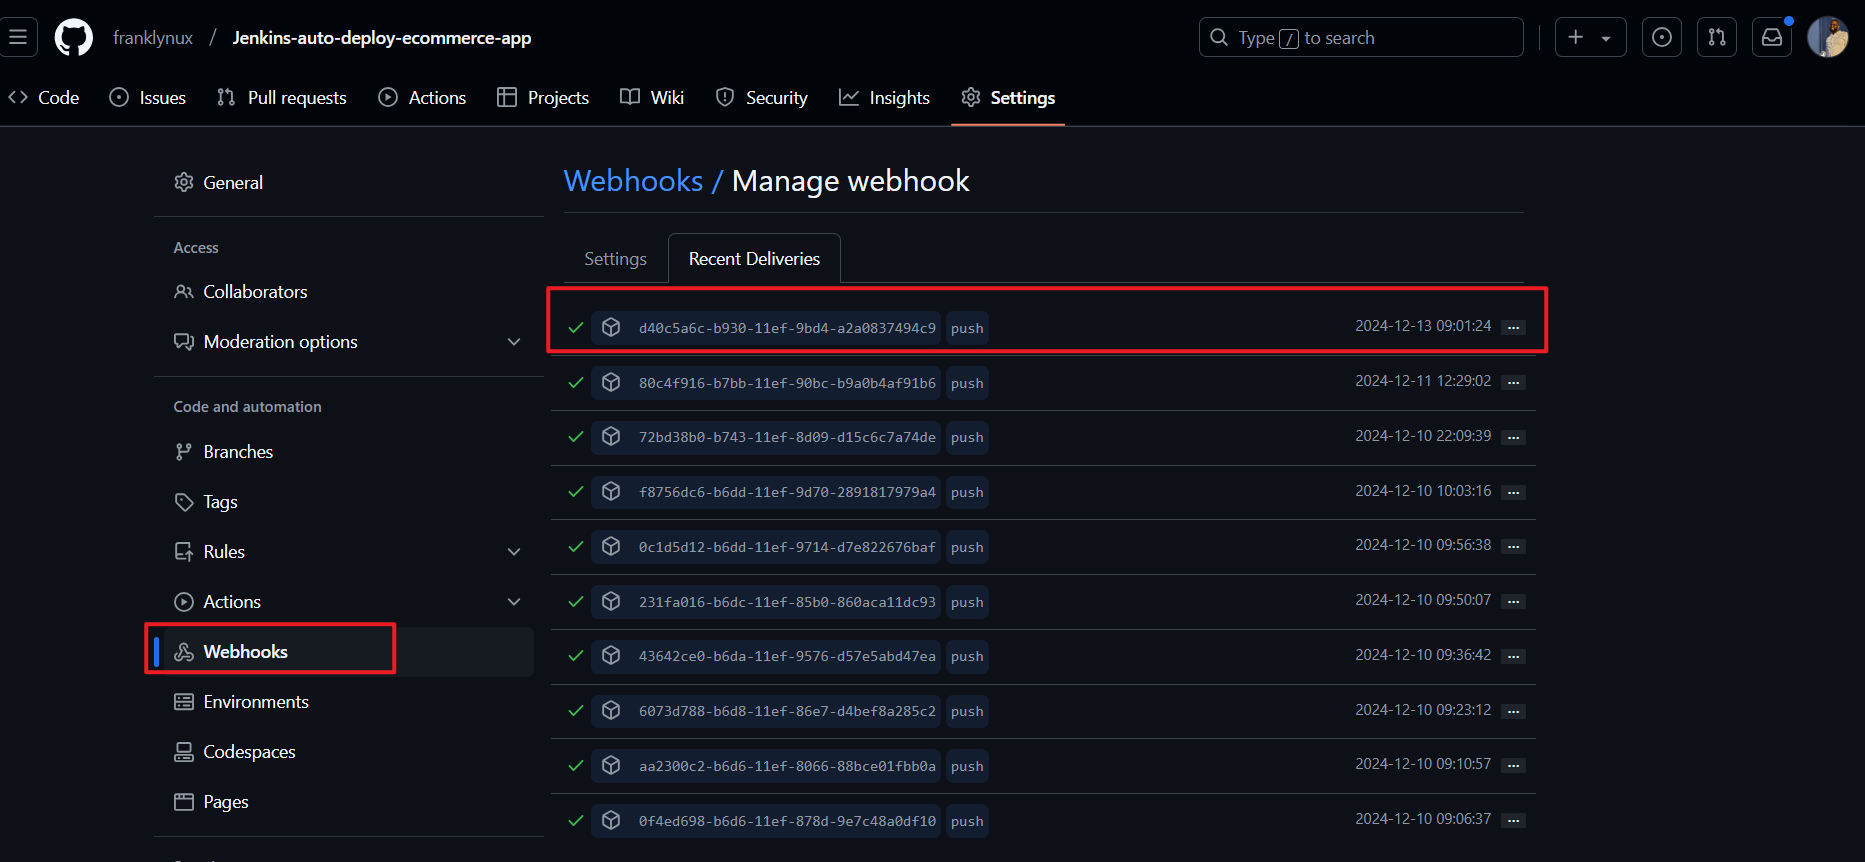 franklynux / Jenkins-auto-deploy-ecommerce-app
Type / to search
Code Issues Pull requests Actions Projects Wiki Security Insights Settings
General
Access
Collaborators
Moderation options
Code and automation
Branches
Tags
Rules
Actions
Webhooks
Environments
Codespaces
Pages
Webhooks / Manage webhook
Settings Recent Deliveries
d40c5a6c-b930-11ef-9bd4-a2a0837494c9 push 2024-12-13 09:01:24
80c4f916-b7bb-11ef-90bc-b9a0b4af91b6 push 2024-12-11 12:29:02
72bd38b0-b743-11ef-8d09-d15c6c7a74de push 2024-12-10 22:09:39
f8756dc6-b6dd-11ef-9d70-2891817979a4 push 2024-12-10 10:03:16
0c1d5d12-b6dd-11ef-9714-d7e822676baf push 2024-12-10 09:56:38
231fa016-b6dc-11ef-85b0-860aca11dc93 push 2024-12-10 09:50:07
43642ce0-b6da-11ef-9576-d57e5abd47ea push 2024-12-10 09:36:42
6073d788-b6d8-11ef-86e7-d4bef8a285c2 push 2024-12-10 09:23:12
aa2300c2-b6d6-11ef-8066-88bce01fbb0a push 2024-12-10 09:10:57
0f4ed698-b6d6-11ef-878d-9e7c48a0df10 push 2024-12-10 09:06:37